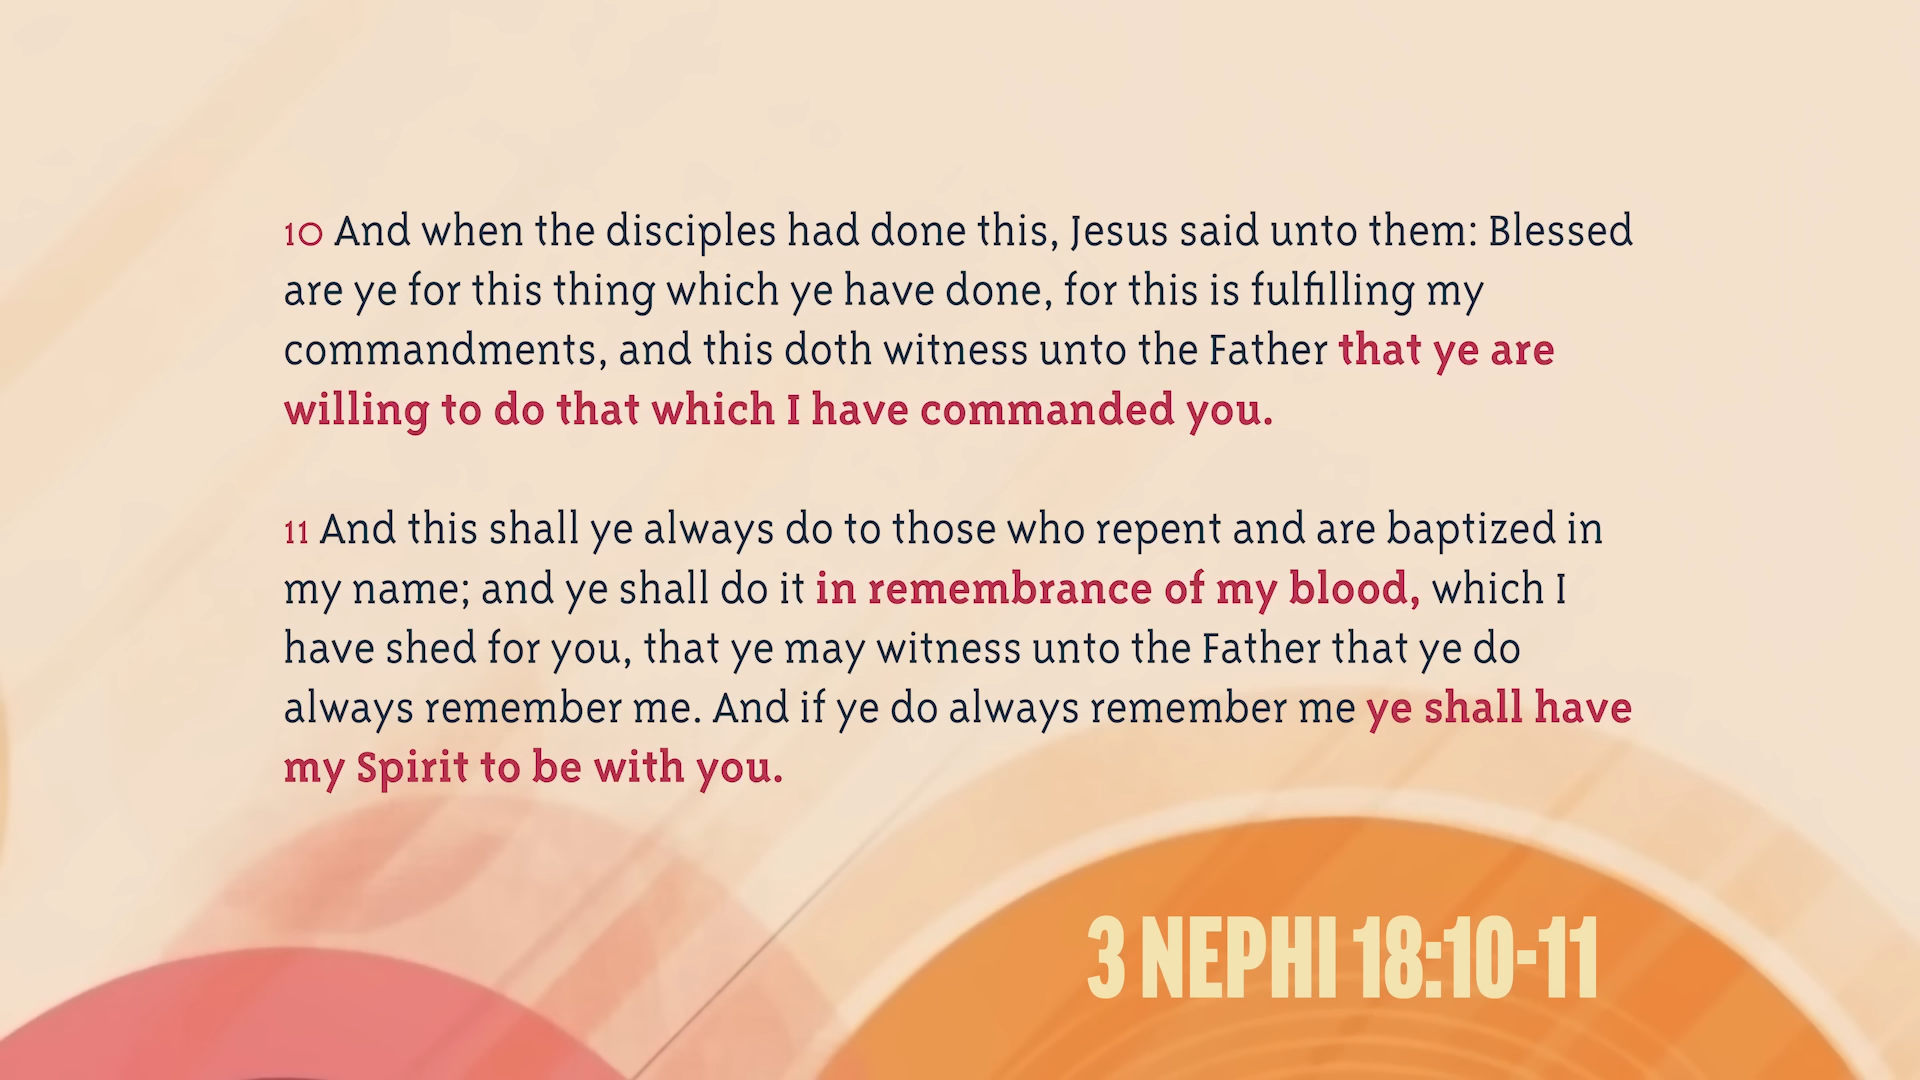 10 And when the disciples had done this, Jesus said unto them: Blessed
are ye for this thing which ye have done, for this is fulfilling my
commandments, and this doth witness unto the Father that ye are
willing to do that which I have commanded you.
11 And this shall ye always do to those who repent and are baptized in
my name; and ye shall do it in remembrance of my blood, which I
have shed for you, that ye may witness unto the Father that ye do
always remember me. And if ye do always remember me ye shall have
my Spirit to be with you.
3 NEPHI 18:10-11